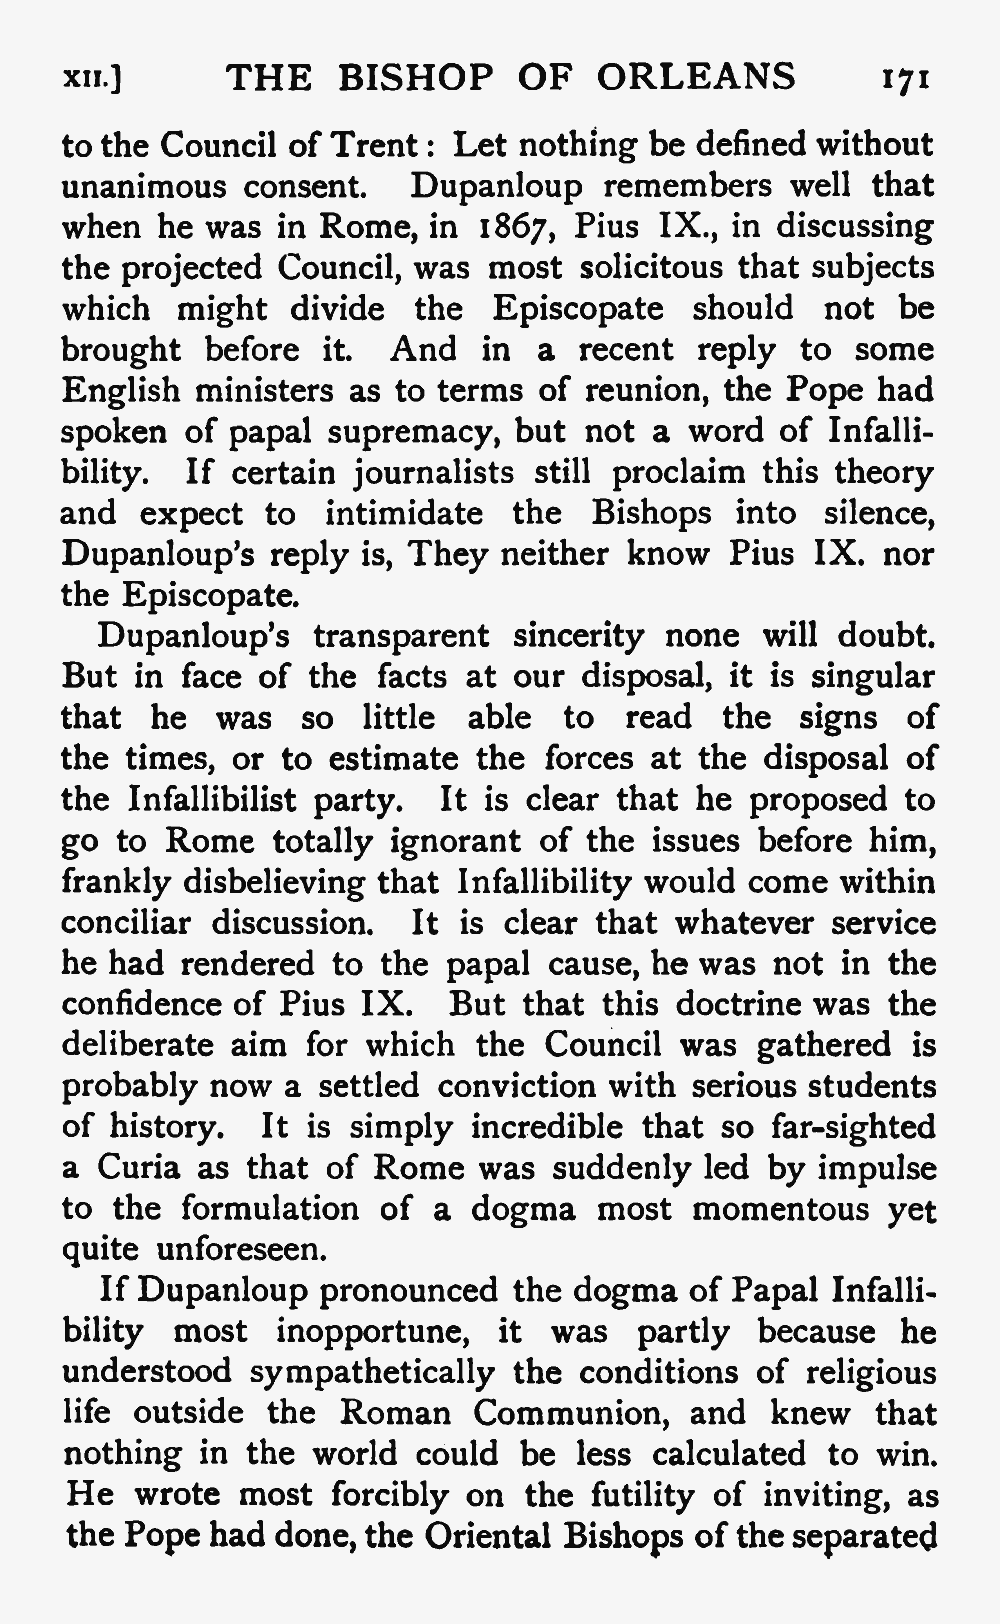 XII.] THE BISHOP OF ORLEANS 171
to the Council of Trent: Let nothing be defined without
unanimous consent. Dupanloup remembers well that
when he was in Rome, in 1867, Pius IX., in discussing
the projected Council, was most solicitous that subjects
which might divide the Episcopate should not be
brought before it. And in a recent reply to some
English ministers as to terms of reunion, the Pope had
spoken of papal supremacy, but not a word of Infalli-
bility. If certain journalists still proclaim this theory
and expect to intimidate the Bishops into silence,
Dupanloup's reply is, They neither know Pius IX. nor
the Episcopate.
Dupanloup's transparent sincerity none will doubt.
But in face of the facts at our disposal, it is singular
that he was so little able to read the signs of
the times, or to estimate the forces at the disposal of
the Infallibilist party. It is clear that he proposed to
go to Rome totally ignorant of the issues before him,
frankly disbelieving that Infallibility would come within
conciliar discussion. It is clear that whatever service
he had rendered to the papal cause, he was not in the
confidence of Pius IX. But that this doctrine was the
deliberate aim for which the Council was gathered is
probably now a settled conviction with serious students
of history. It is simply incredible that so far-sighted
a Curia as that of Rome was suddenly led by impulse
to the formulation of a dogma most momentous yet
quite unforeseen.
If Dupanloup pronounced the dogma of Papal Infalli-
bility most inopportune, it was partly because he
understood sympathetically the conditions of religious
life outside the Roman Communion, and knew that
nothing in the world could be less calculated to win.
He wrote most forcibly on the futility of inviting, as
the Pope had done, the Oriental Bishops of the separated